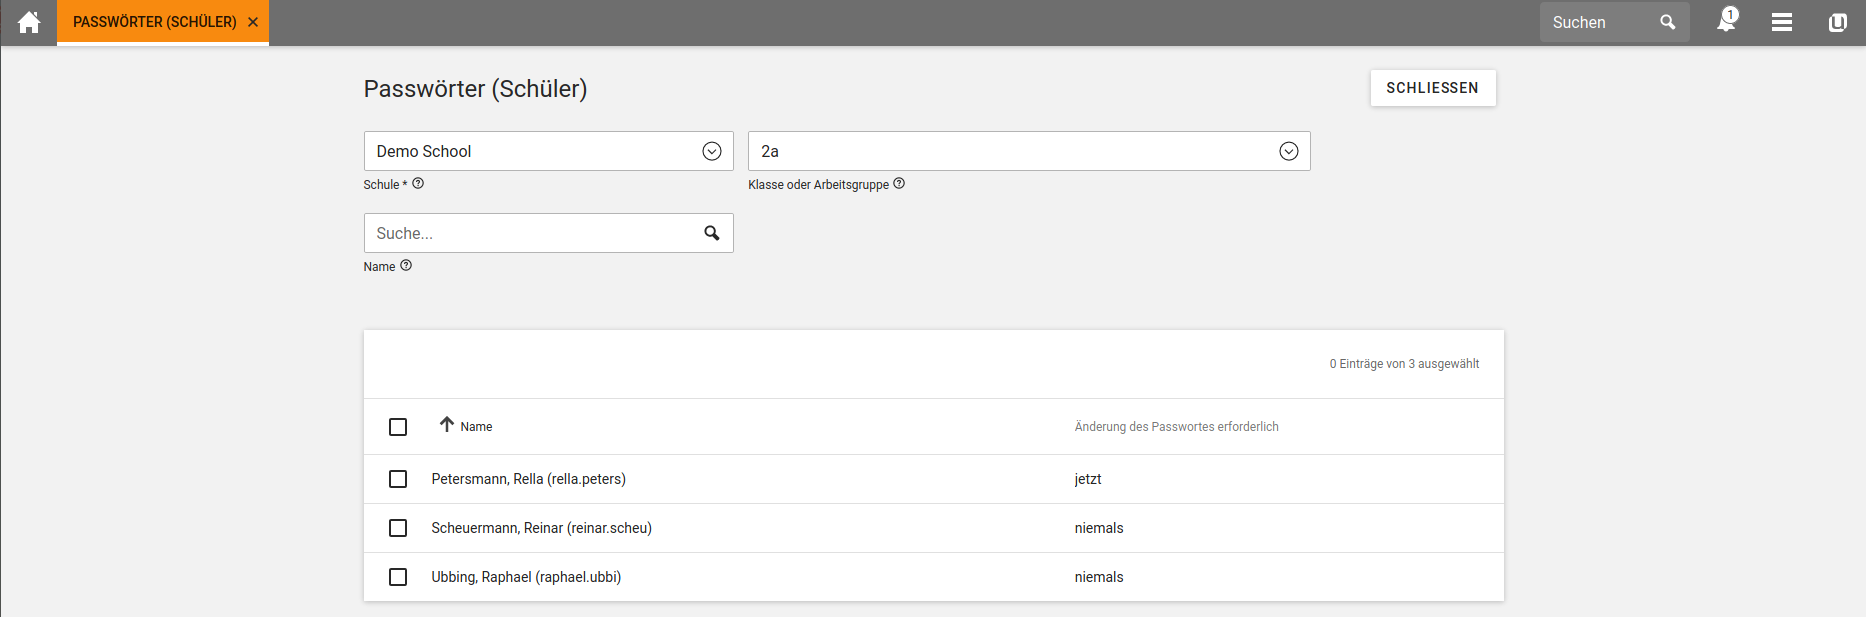 PASSWÖRTER (SCHÜLER)
Suchen
1
Passwörter (Schüler)
SCHLIESSEN
Demo School
2a
Schule *
Klasse oder Arbeitsgruppe
Suche...
Name
0 Einträge von 3 ausgewählt
Name
Änderung des Passwortes erforderlich
Petersmann, Rella (rella.peters)
jetzt
Scheuermann, Reinar (reinar.scheu)
niemals
Ubbing, Raphael (raphael.ubbi)
niemals